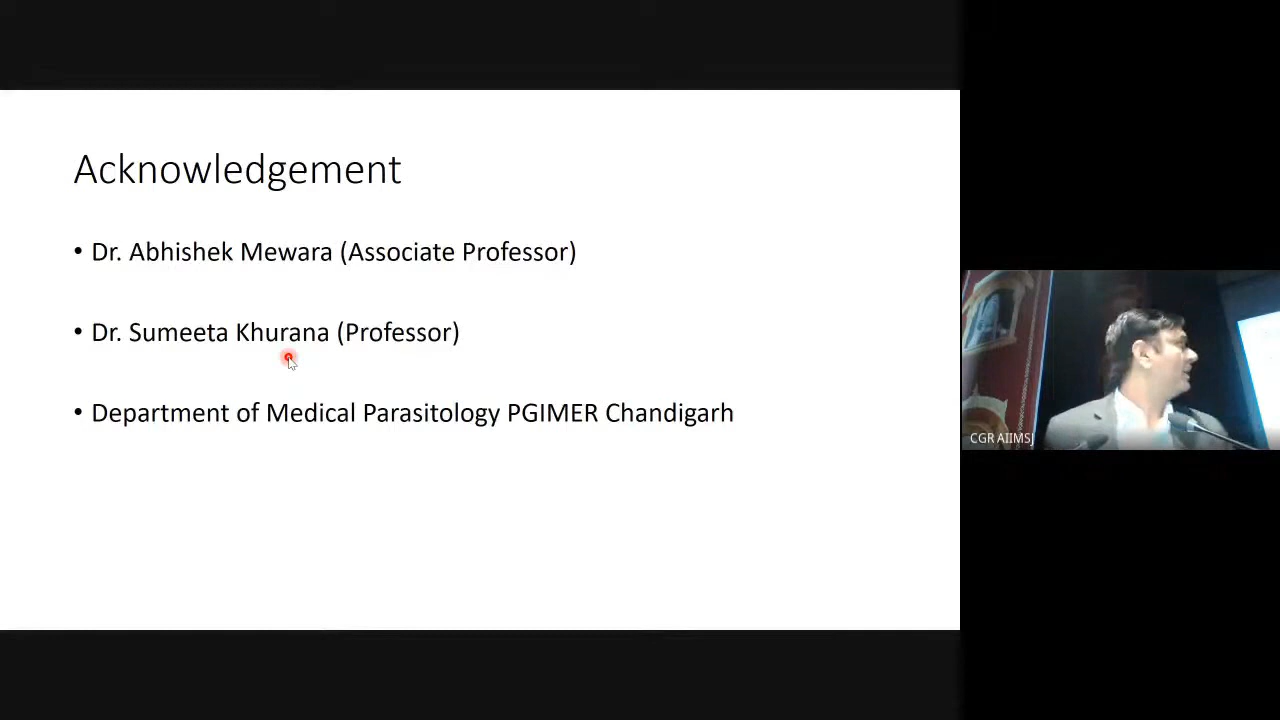 Acknowledgement
• Dr. Abhishek Mewara (Associate Professor)
• Dr. Sumeeta Khurana (Professor)
• Department of Medical Parasitology PGIMER Chandigarh
CGR AIIMSJ